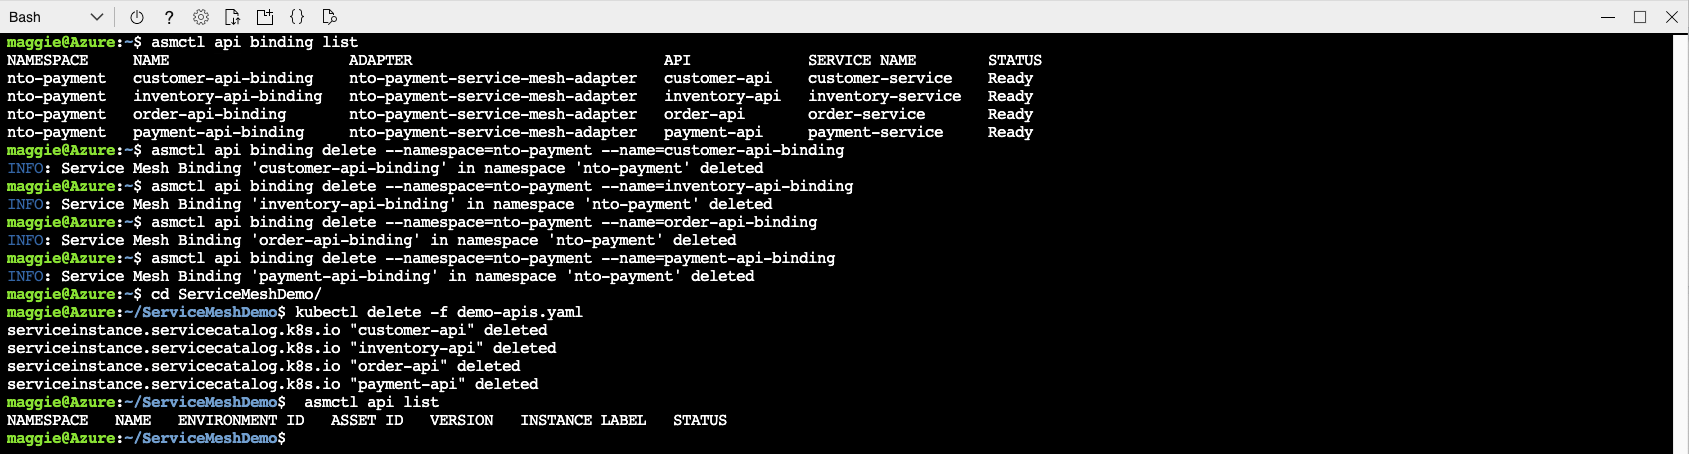 Bash
maggie@Azure:~$ asmctl api binding list
NAMESPACE     NAME                    ADAPTER                            API             SERVICE NAME        STATUS
nto-payment   customer-api-binding    nto-payment-service-mesh-adapter   customer-api    customer-service    Ready
nto-payment   inventory-api-binding   nto-payment-service-mesh-adapter   inventory-api   inventory-service   Ready
nto-payment   order-api-binding       nto-payment-service-mesh-adapter   order-api       order-service       Ready
nto-payment   payment-api-binding     nto-payment-service-mesh-adapter   payment-api     payment-service     Ready
maggie@Azure:~$ asmctl api binding delete --namespace=nto-payment --name=customer-api-binding
INFO: Service Mesh Binding 'customer-api-binding' in namespace 'nto-payment' deleted
maggie@Azure:~$ asmctl api binding delete --namespace=nto-payment --name=inventory-api-binding
INFO: Service Mesh Binding 'inventory-api-binding' in namespace 'nto-payment' deleted
maggie@Azure:~$ asmctl api binding delete --namespace=nto-payment --name=order-api-binding
INFO: Service Mesh Binding 'order-api-binding' in namespace 'nto-payment' deleted
maggie@Azure:~$ asmctl api binding delete --namespace=nto-payment --name=payment-api-binding
INFO: Service Mesh Binding 'payment-api-binding' in namespace 'nto-payment' deleted
maggie@Azure:~$ cd ServiceMeshDemo/
maggie@Azure:~/ServiceMeshDemo$ kubectl delete -f demo-apis.yaml
serviceinstance.servicecatalog.k8s.io "customer-api" deleted
serviceinstance.servicecatalog.k8s.io "inventory-api" deleted
serviceinstance.servicecatalog.k8s.io "order-api" deleted
serviceinstance.servicecatalog.k8s.io "payment-api" deleted
maggie@Azure:~/ServiceMeshDemo$  asmctl api list
NAMESPACE   NAME   ENVIRONMENT ID   ASSET ID   VERSION   INSTANCE LABEL   STATUS
maggie@Azure:~/ServiceMeshDemo$